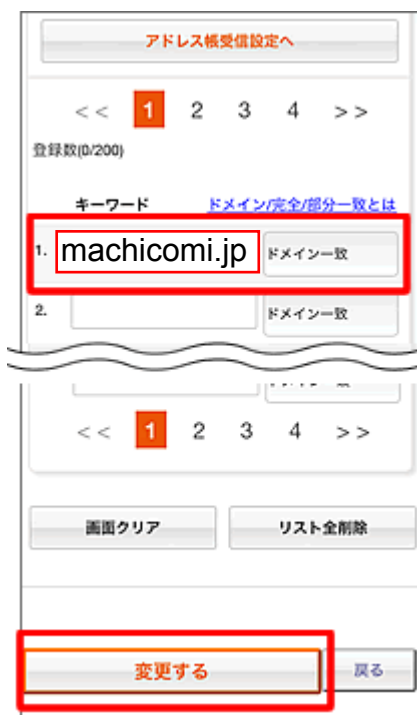 アドレス帳受信設定へ
<< 1 2 3 4 >>
登録数(0/200)
キーワード ドメイン/完全/部分一致とは
1. machicomi.jp ドメイン一致
2. ドメイン一致
<< 1 2 3 4 >>
画面クリア リスト全削除
変更する 戻る